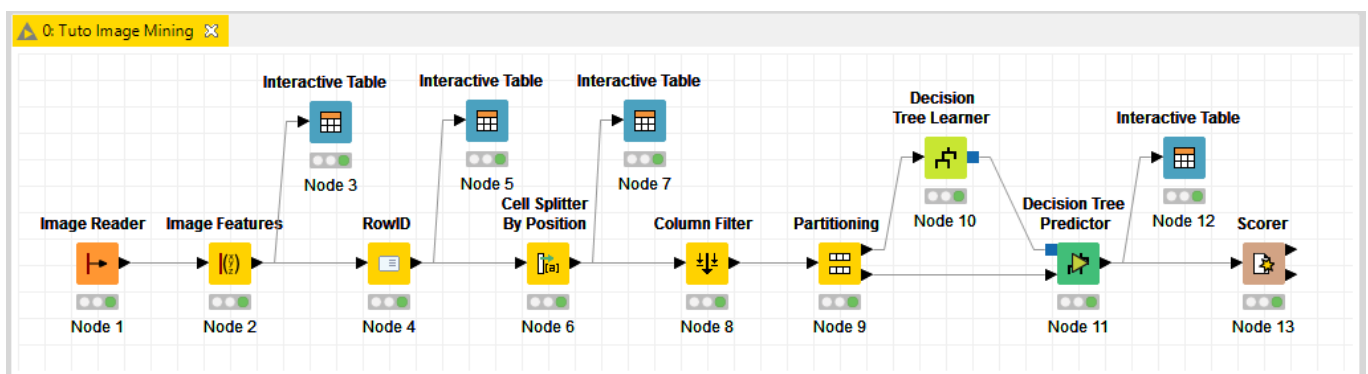 0: Tuto Image Mining
Interactive Table
Interactive Table
Interactive Table
Decision
Tree Learner
Interactive Table
Node 3
Node 5
Node 7
Node 10
Node 12
Image Reader
Image Features
RowID
Cell Splitter
By Position
[a]
Column Filter
Partitioning
Decision Tree
Predictor
Scorer
Node 1
Node 2
Node 4
Node 6
Node 8
Node 9
Node 11
Node 13